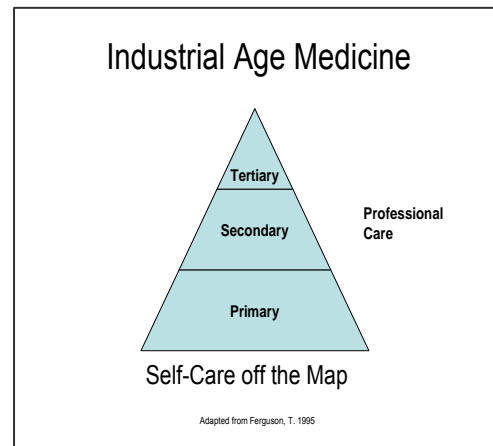 Industrial Age Medicine
Tertiary
Secondary
Professional
Care
Primary
Self-Care off the Map
Adapted from Ferguson, T. 1995